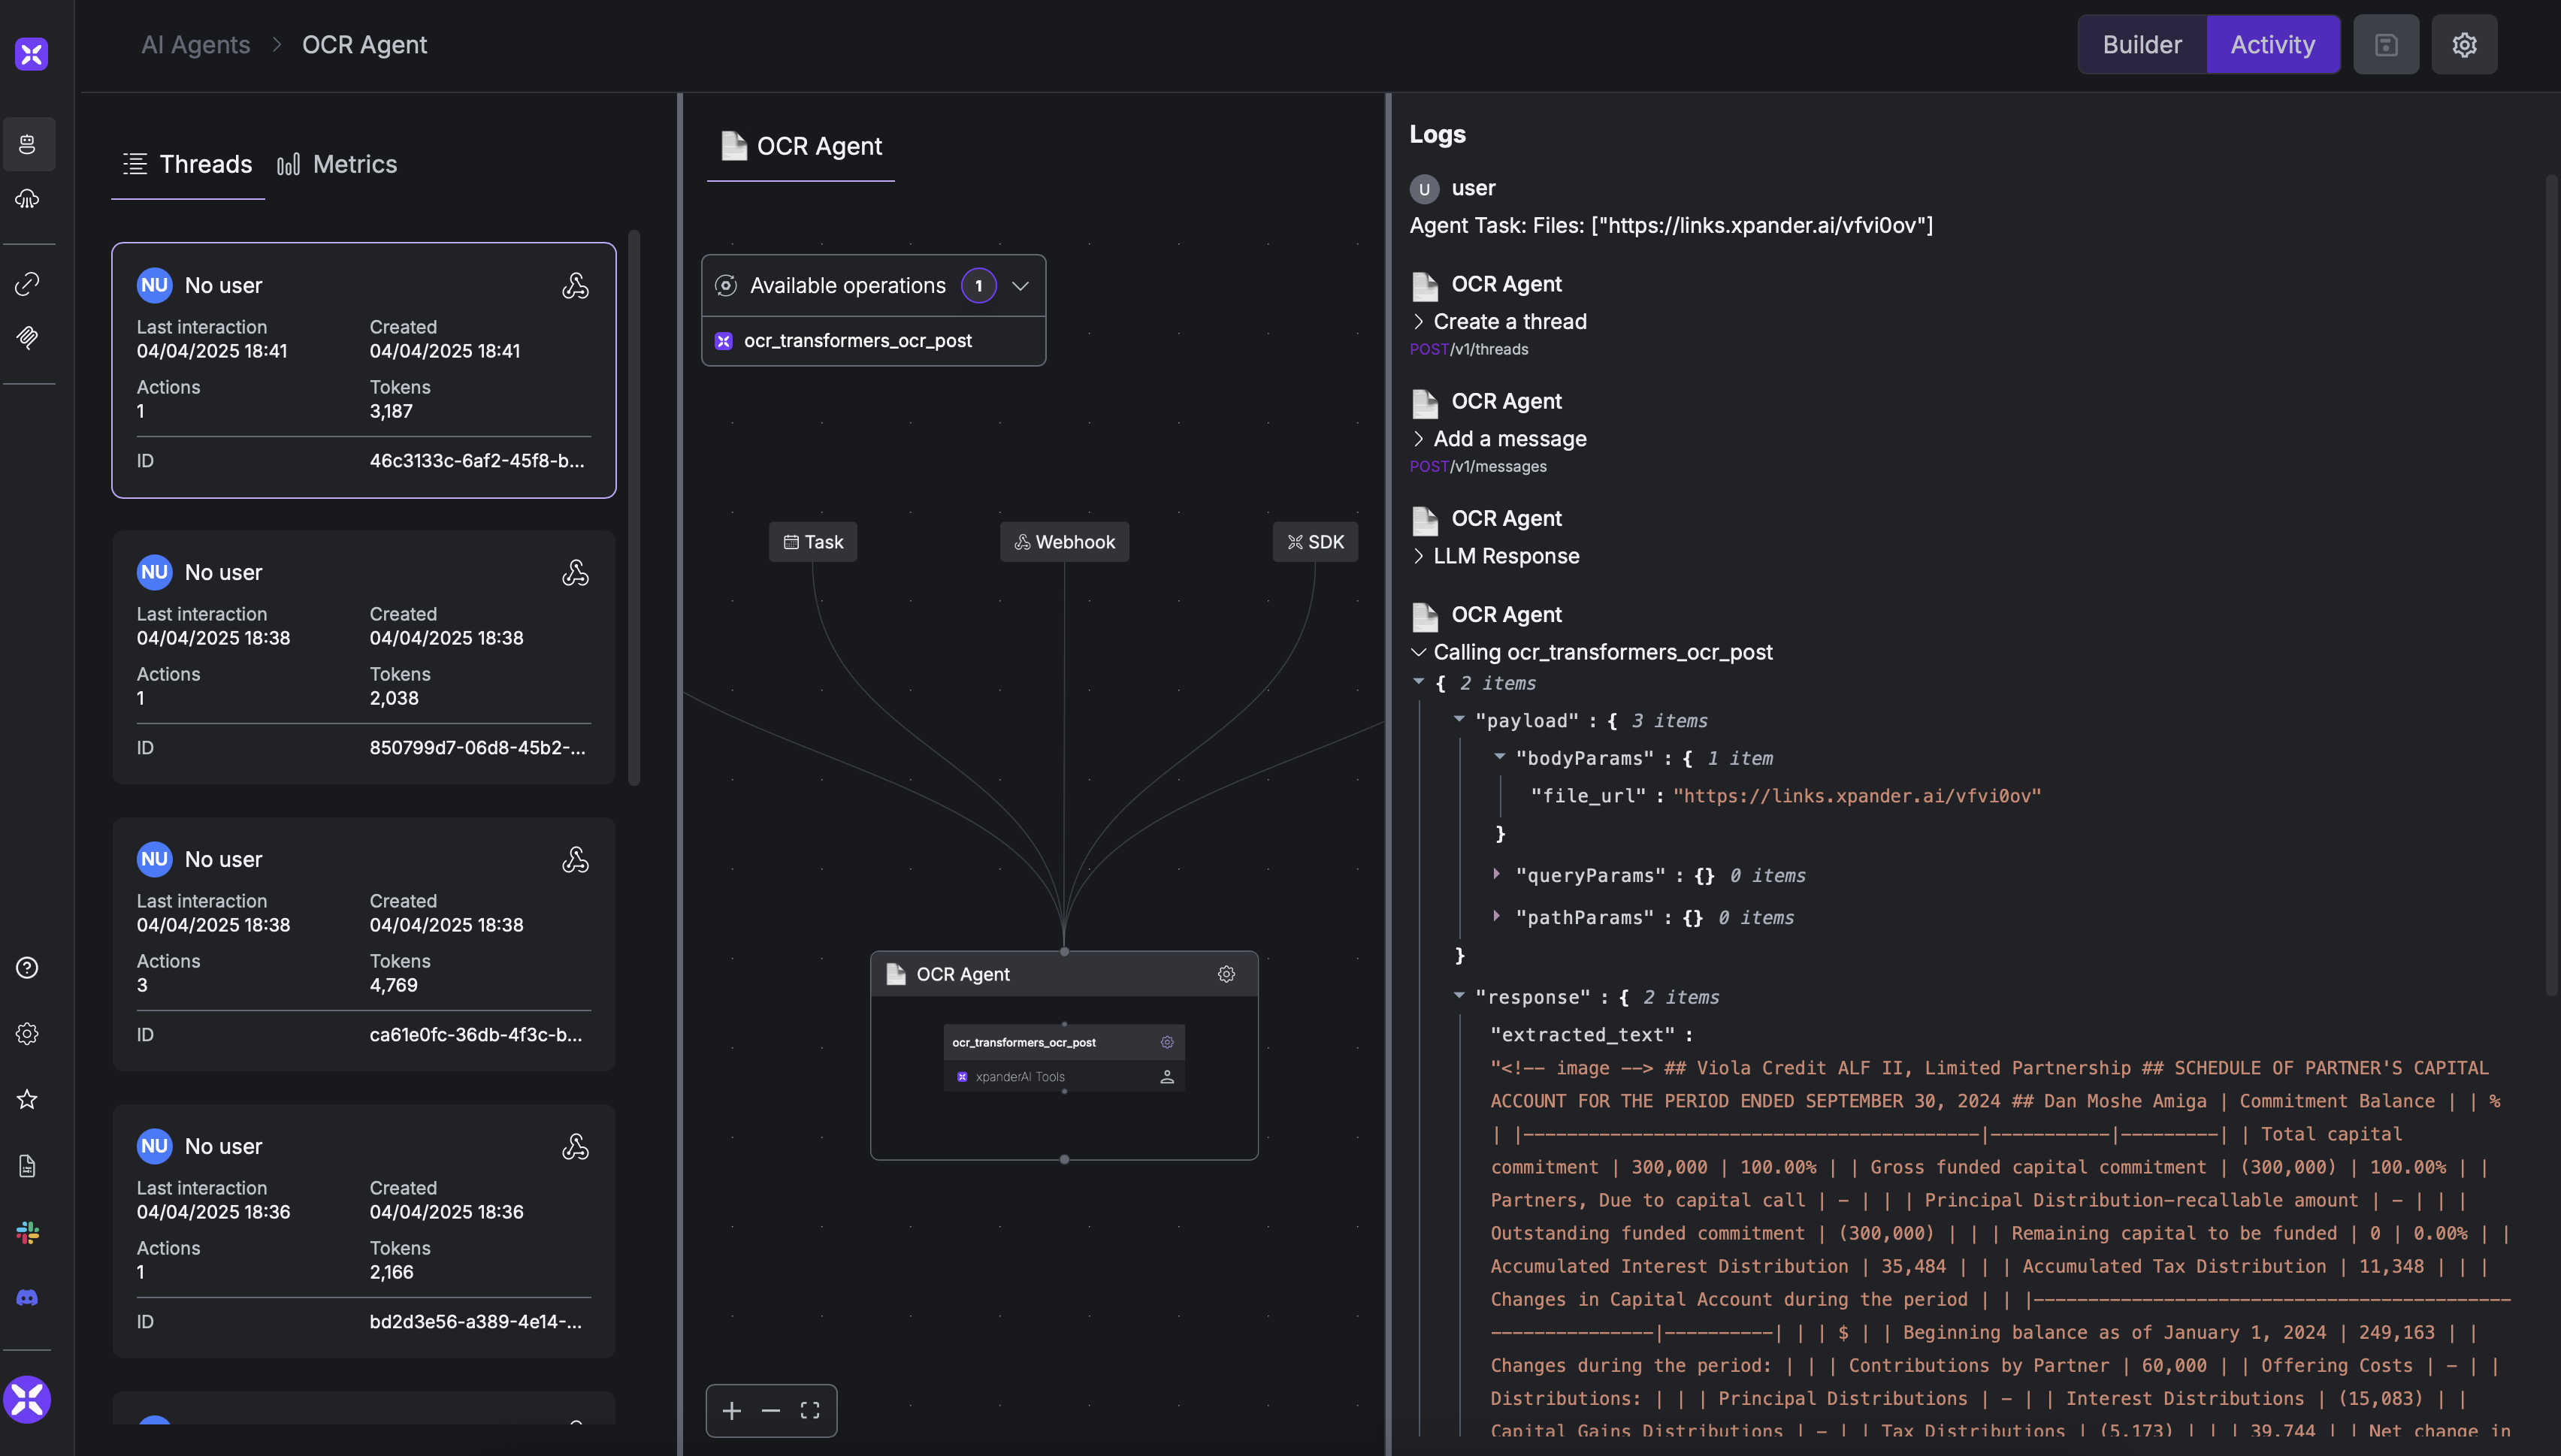 AI Agents > OCR Agent
Builder
Activity
Threads
Metrics
NU No user
Last interaction
Created
04/04/2025 18:41
04/04/2025 18:41
Actions
Tokens
1
3,187
ID
46c3133c-6af2-45f8-b...
NU No user
Last interaction
Created
04/04/2025 18:38
04/04/2025 18:38
Actions
Tokens
1
2,038
ID
850799d7-06d8-45b2-...
NU No user
Last interaction
Created
04/04/2025 18:38
04/04/2025 18:38
Actions
Tokens
3
4,769
ID
ca61e0fc-36db-4f3c-b...
NU No user
Last interaction
Created
04/04/2025 18:36
04/04/2025 18:36
Actions
Tokens
1
2,166
ID
bd2d3e56-a389-4e14-...
OCR Agent
Available operations 1
ocr_transformers_ocr_post
Task
Webhook
SDK
OCR Agent
ocr_transformers_ocr_post
xpanderAI Tools
Logs
U user
Agent Task: Files: ["https://links.xpander.ai/vfvi0ov"]
OCR Agent
Create a thread
POST/v1/threads
OCR Agent
Add a message
POST/v1/messages
OCR Agent
LLM Response
OCR Agent
Calling ocr_transformers_ocr_post
{ 2 items
"payload" : { 3 items
"bodyParams" : { 1 item
"file_url" : "https://links.xpander.ai/vfvi0ov"
}
"queryParams" : {} 0 items
"pathParams" : {} 0 items
}
"response" : { 2 items
"extracted_text" :
"<!-- image --> ## Viola Credit ALF II, Limited Partnership ## SCHEDULE OF PARTNER'S CAPITAL
ACCOUNT FOR THE PERIOD ENDED SEPTEMBER 30, 2024 ## Dan Moshe Amiga | Commitment Balance | | %
| |------------------------------------------|-----------|---------| | Total capital
commitment | 300,000 | 100.00% | | Gross funded capital commitment | (300,000) | 100.00% | |
Partners, Due to capital call | - | | | Principal Distribution-recallable amount | - | | |
Outstanding funded commitment | (300,000) | | | Remaining capital to be funded | 0 | 0.00% | |
Accumulated Interest Distribution | 35,484 | | | Accumulated Tax Distribution | 11,348 | | |
Changes in Capital Account during the period | | |--------------------------------------------
---------------|----------| | | $ | | Beginning balance as of January 1, 2024 | 249,163 | |
Changes during the period: | | | Contributions by Partner | 60,000 | | Offering Costs | - | |
Distributions: | | | Principal Distributions | - | | Interest Distributions | (15,083) | |
Capital Gains Distributions | - | | Tax Distributions | (5,173) | | | 39,744 | | Net change in